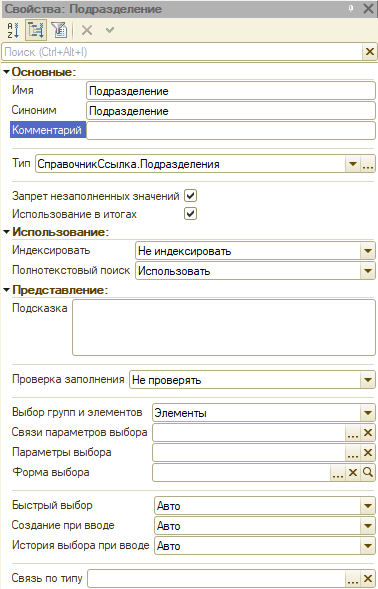 Свойства: Подразделение
Поиск (Ctrl+Alt+I)
Основные:
Имя Подразделение
Синоним Подразделение
Комментарий
Тип СправочникСсылка.Подразделения
Запрет незаполненных значений
Использование в итогах
Использование:
Индексировать Не индексировать
Полнотекстовый поиск Использовать
Представление:
Подсказка
Проверка заполнения Не проверять
Выбор групп и элементов Элементы
Связи параметров выбора
Параметры выбора
Форма выбора
Быстрый выбор Авто
Создание при вводе Авто
История выбора при вводе Авто
Связь по типу